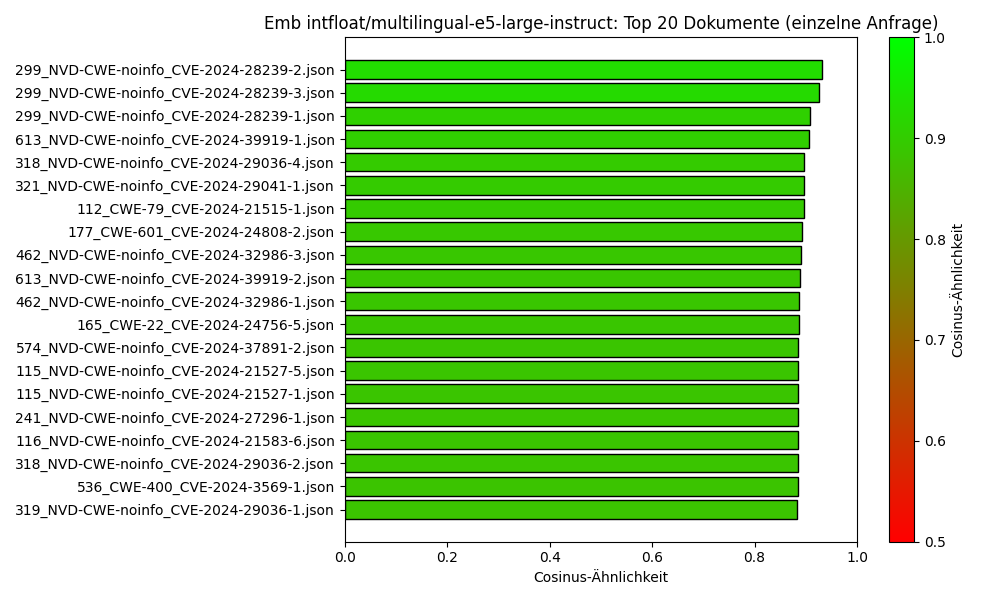 Emb intfloat/multilingual-e5-large-instruct: Top 20 Dokumente (einzelne Anfrage)
299_NVD-CWE-noinfo_CVE-2024-28239-2.json
299_NVD-CWE-noinfo_CVE-2024-28239-3.json
299_NVD-CWE-noinfo_CVE-2024-28239-1.json
613_NVD-CWE-noinfo_CVE-2024-39919-1.json
318_NVD-CWE-noinfo_CVE-2024-29036-4.json
321_NVD-CWE-noinfo_CVE-2024-29041-1.json
112_CWE-79_CVE-2024-21515-1.json
177_CWE-601_CVE-2024-24808-2.json
462_NVD-CWE-noinfo_CVE-2024-32986-3.json
613_NVD-CWE-noinfo_CVE-2024-39919-2.json
462_NVD-CWE-noinfo_CVE-2024-32986-1.json
165_CWE-22_CVE-2024-24756-5.json
574_NVD-CWE-noinfo_CVE-2024-37891-2.json
115_NVD-CWE-noinfo_CVE-2024-21527-5.json
115_NVD-CWE-noinfo_CVE-2024-21527-1.json
241_NVD-CWE-noinfo_CVE-2024-27296-1.json
116_NVD-CWE-noinfo_CVE-2024-21583-6.json
318_NVD-CWE-noinfo_CVE-2024-29036-2.json
536_CWE-400_CVE-2024-3569-1.json
319_NVD-CWE-noinfo_CVE-2024-29036-1.json
0.0 0.2 0.4 0.6 0.8 1.0
Cosinus-Ähnlichkeit
1.0
0.9
0.8
0.7
0.6
0.5
Cosinus-Ähnlichkeit